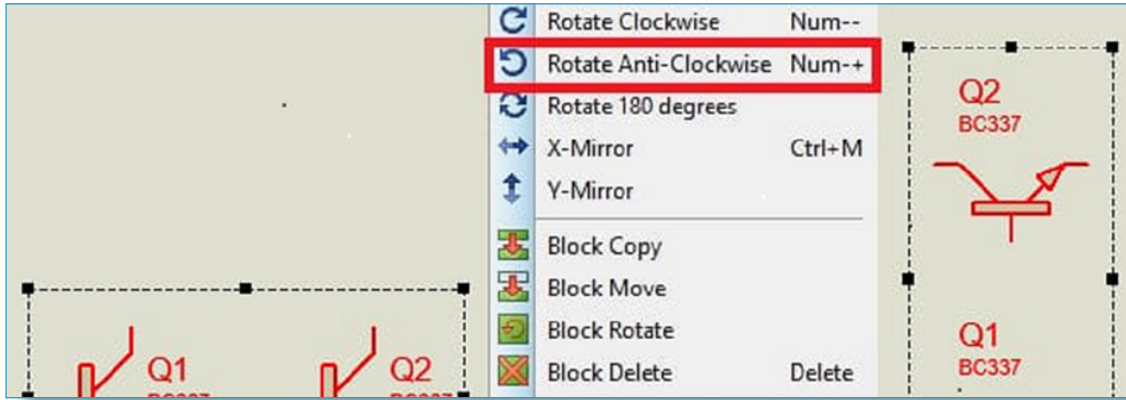 Rotate Clockwise Num--
Rotate Anti-Clockwise Num-+
Rotate 180 degrees
X-Mirror Ctrl+M
Y-Mirror
Block Copy
Block Move
Block Rotate
Block Delete Delete
Q1
Q2
Q2
BC337
Q1
BC337